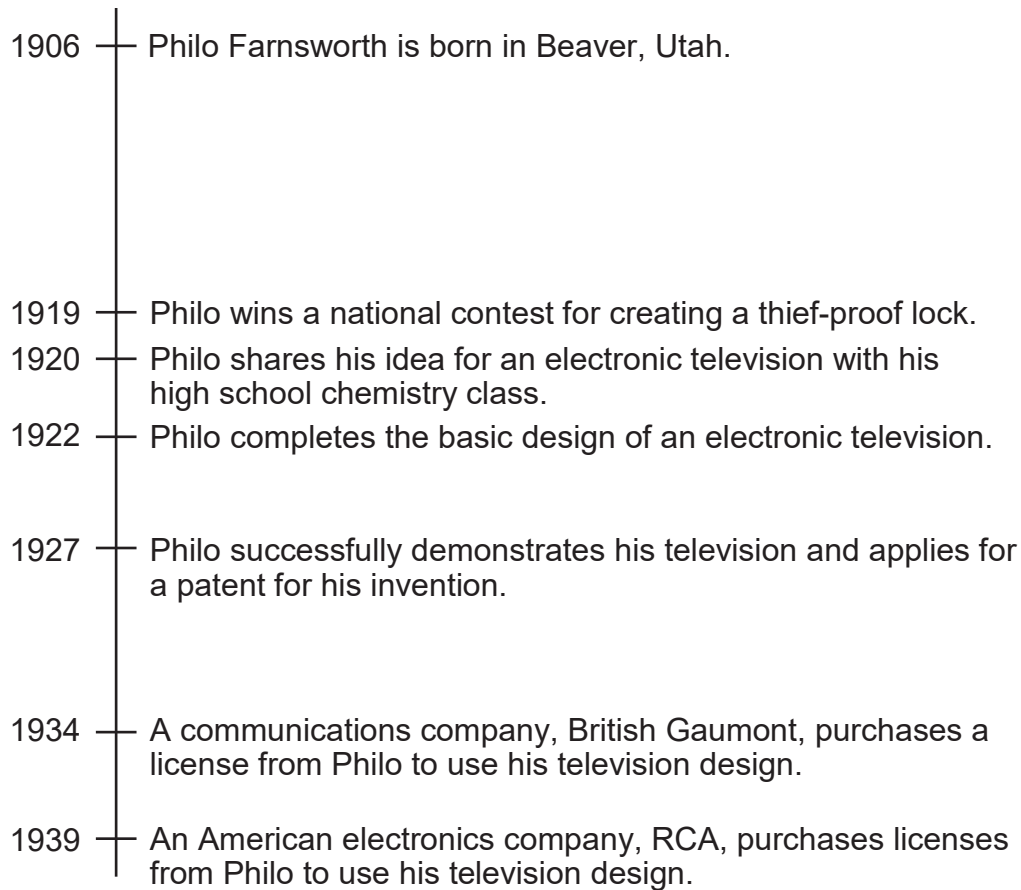 1906 Philo Farnsworth is born in Beaver, Utah.
1919 Philo wins a national contest for creating a thief-proof lock.
1920 Philo shares his idea for an electronic television with his
high school chemistry class.
1922 Philo completes the basic design of an electronic television.
1927 Philo successfully demonstrates his television and applies for
a patent for his invention.
1934 A communications company, British Gaumont, purchases a
license from Philo to use his television design.
1939 An American electronics company, RCA, purchases licenses
from Philo to use his television design.